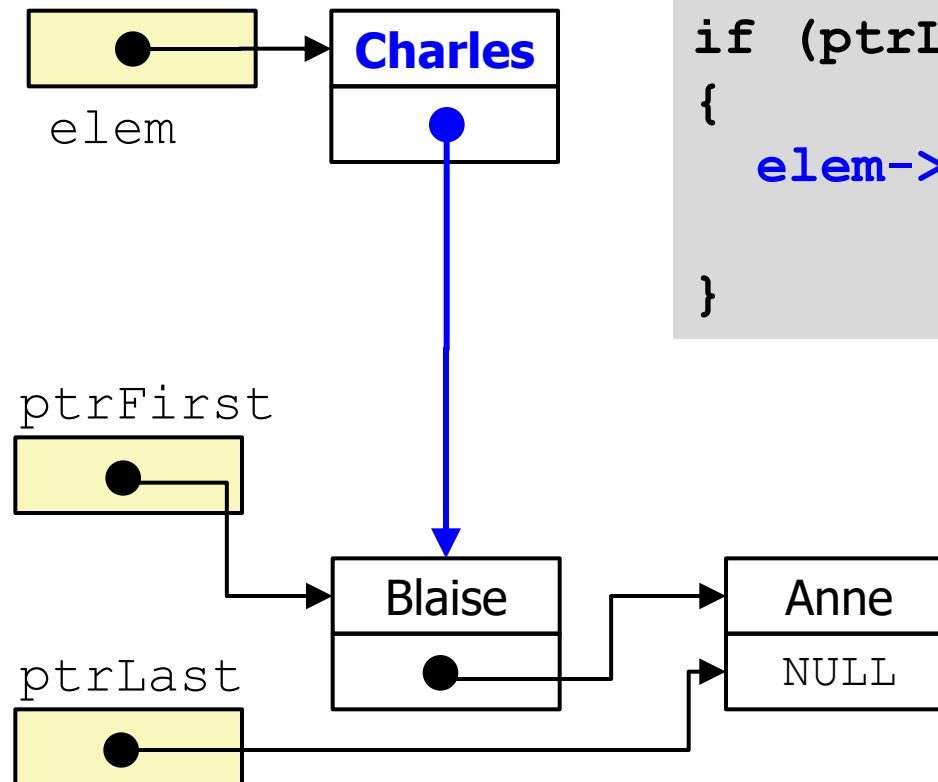 Charles
elem
if (ptrL
{
elem->
}
ptrFirst
Blaise
Anne
NULL
ptrLast